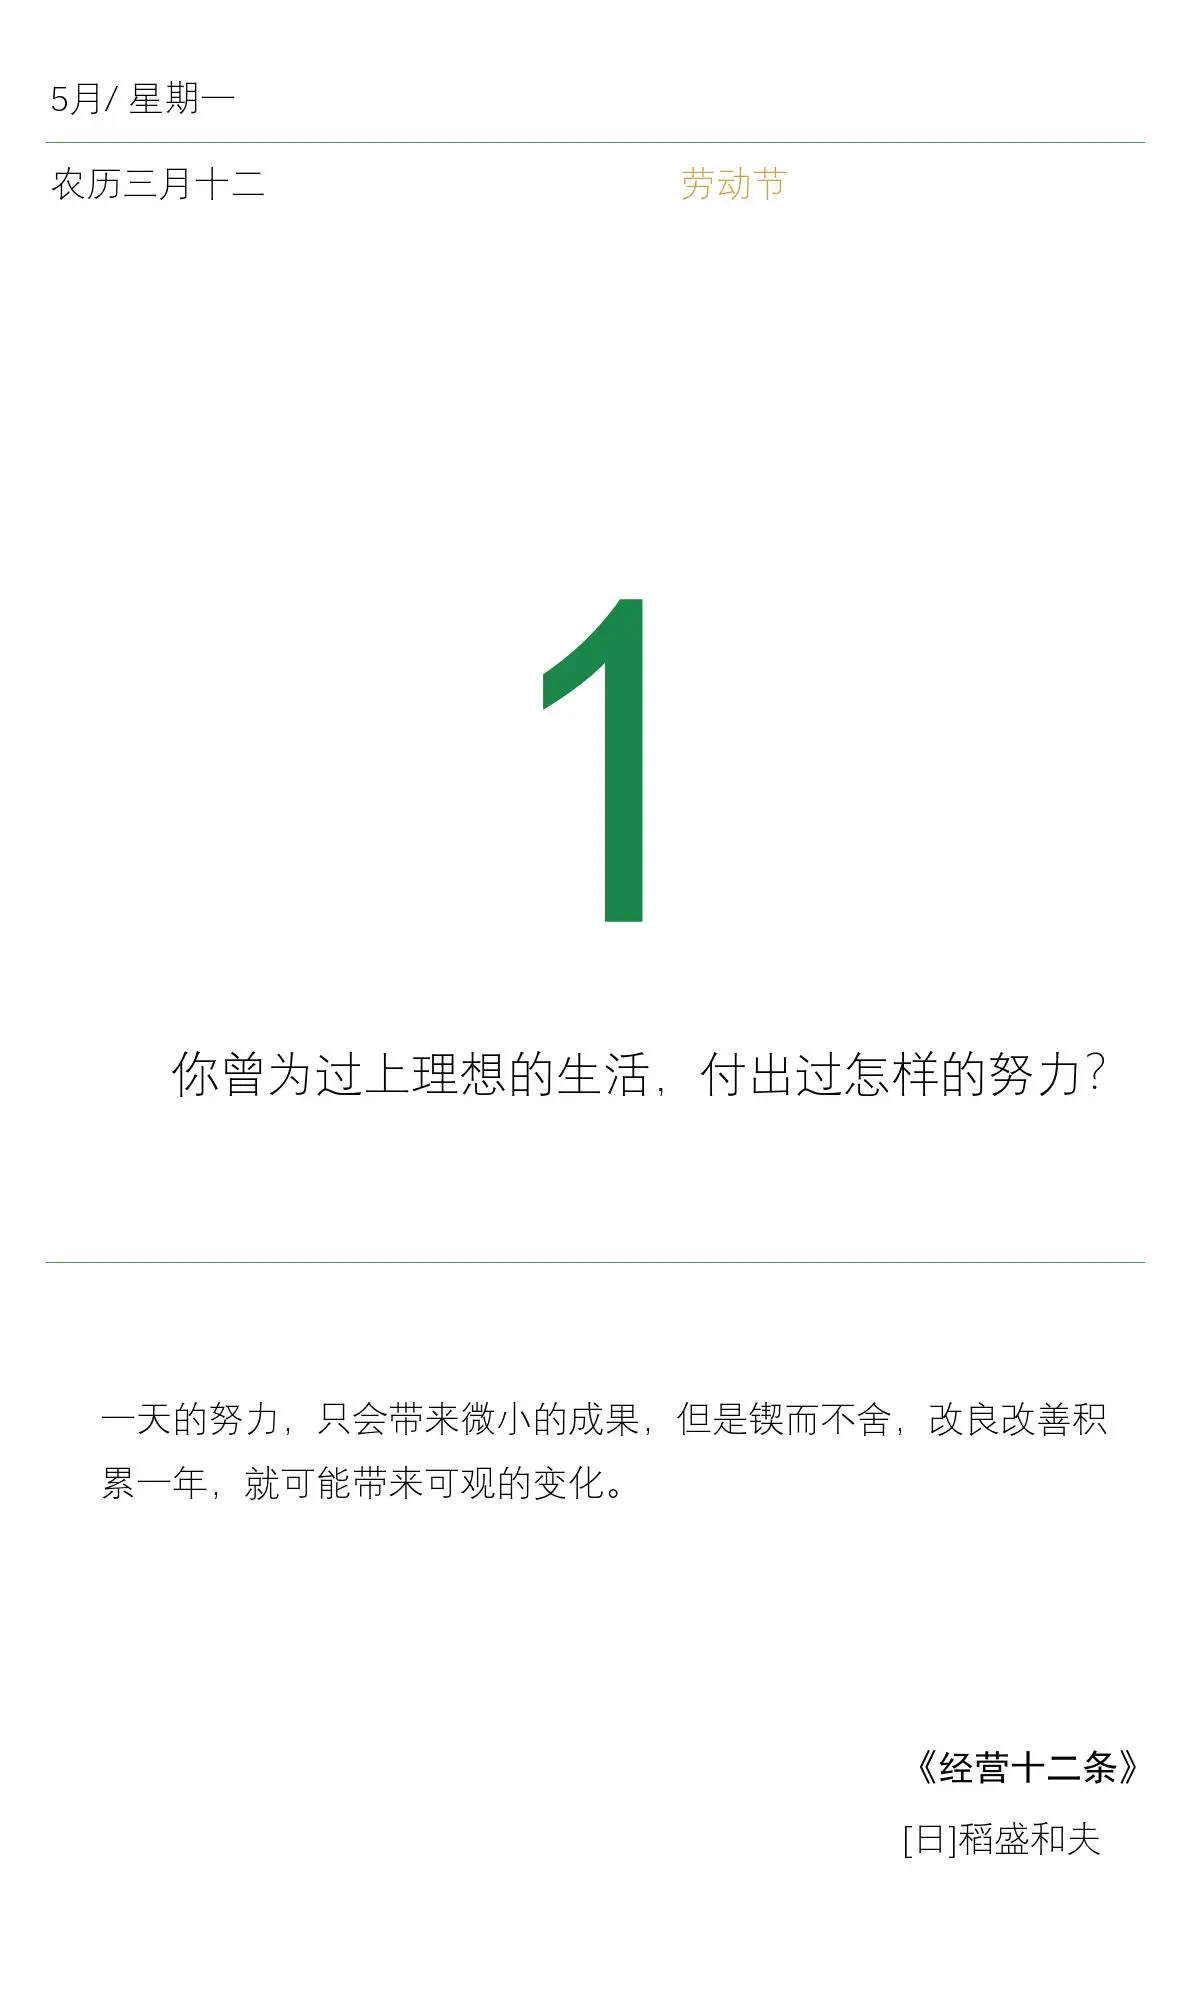 5月/ 星期一
农历三月十二
劳动节
1
你曾为过上理想的生活，付出过怎样的努力？
一天的努力，只会带来微小的成果，但是锲而不舍，改良改善积
累一年，就可能带来可观的变化。
《经营十二条》
[日]稻盛和夫